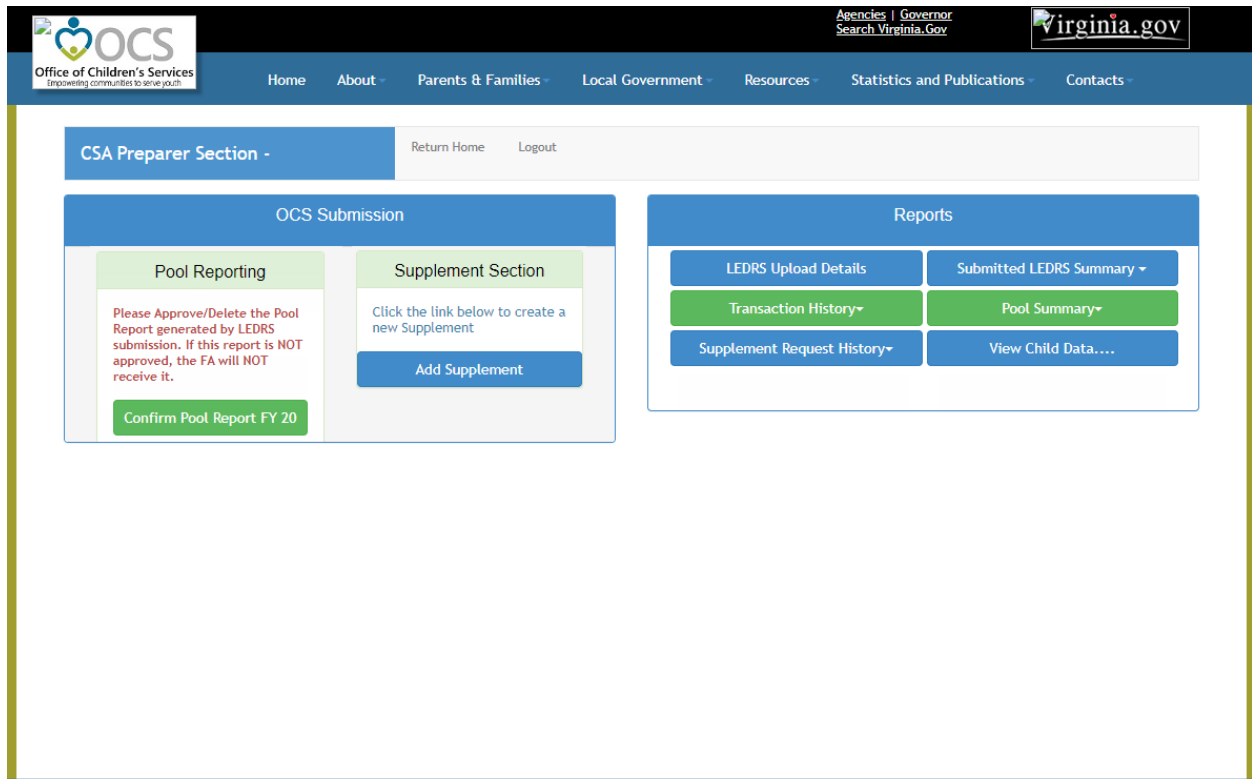 Agencies | Governor
Search Virginia.Gov
Virginia.gov
OCS
Office of Children's Services
Empowering communities to serve youth
Home About Parents & Families Local Government Resources Statistics and Publications Contacts
CSA Preparer Section -
Return Home Logout
OCS Submission
Pool Reporting
Please Approve/Delete the Pool
Report generated by LEDRS
submission. If this report is NOT
approved, the FA will NOT
receive it.
Confirm Pool Report FY 20
Supplement Section
Click the link below to create a
new Supplement
Add Supplement
Reports
LEDRS Upload Details
Submitted LEDRS Summary
Transaction History
Pool Summary
Supplement Request History
View Child Data....